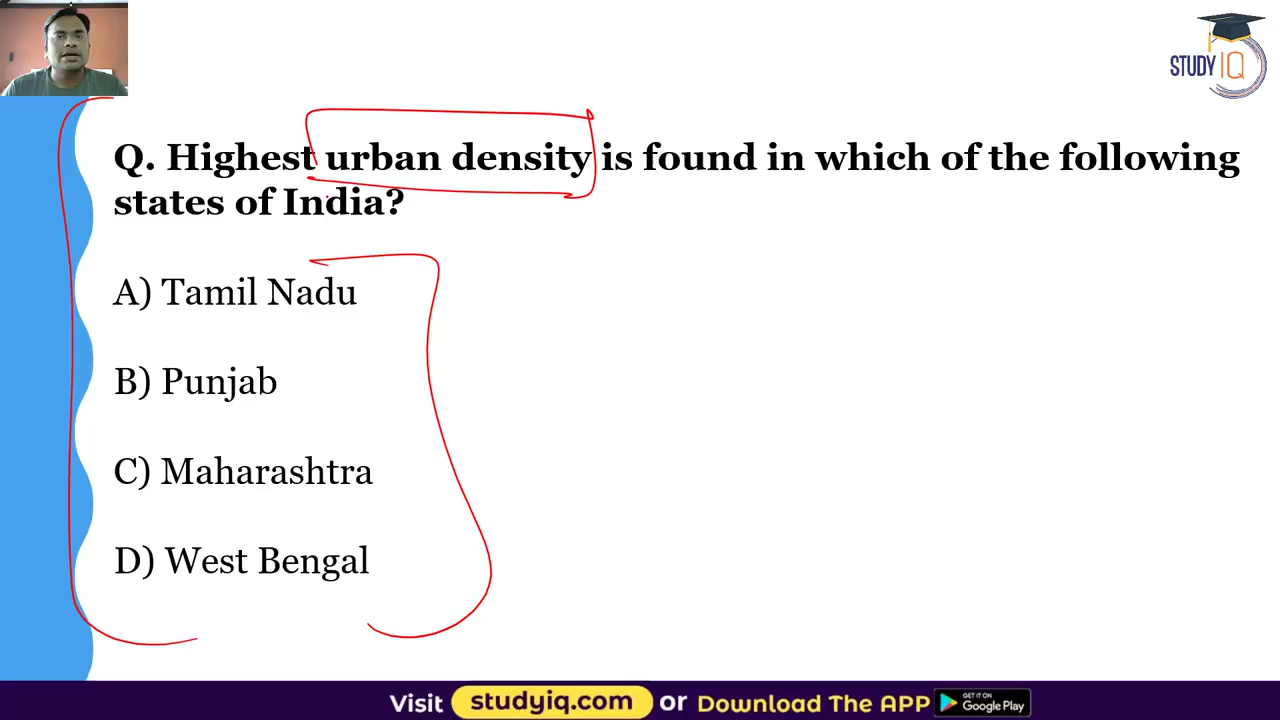 STUDY IQ
Q. Highest urban density is found in which of the following
states of India?
A) Tamil Nadu
B) Punjab
C) Maharashtra
D) West Bengal
Visit studyiq.com or Download The APP GET IT ON Google Play